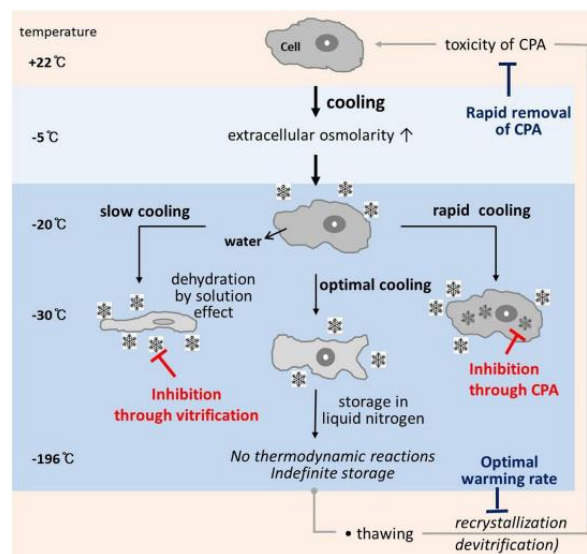 temperature
+22℃
Cell
toxicity of CPA
cooling
Rapid removal
of CPA
-5℃
extracellular osmolarity ↑
slow cooling
rapid cooling
-20℃
water
dehydration
by solution
effect
optimal cooling
-30℃
Inhibition
through vitrification
Inhibition
through CPA
storage in
liquid nitrogen
-196℃
No thermodynamic reactions
Indefinite storage
Optimal
warming rate
• thawing
recrystallization
devitrification)